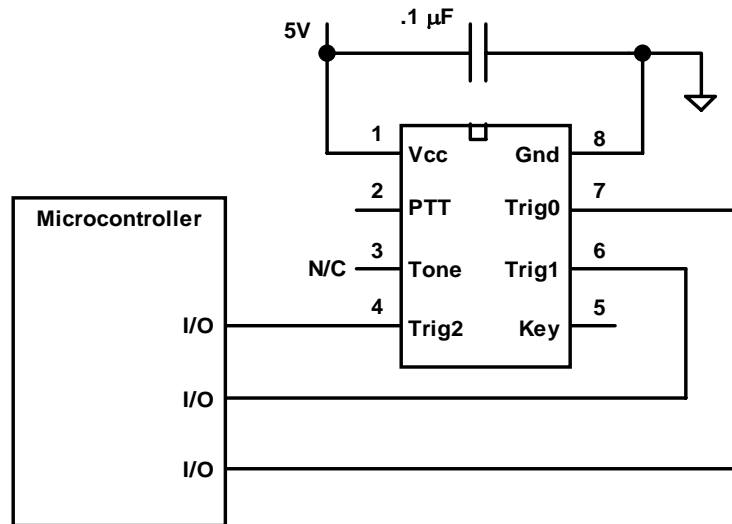 5V
.1 μF
1
Vcc
Gnd
8
2
PTT
Trig0
7
Microcontroller
N/C
3
Tone
Trig1
6
I/O
4
Trig2
Key
5
I/O
I/O